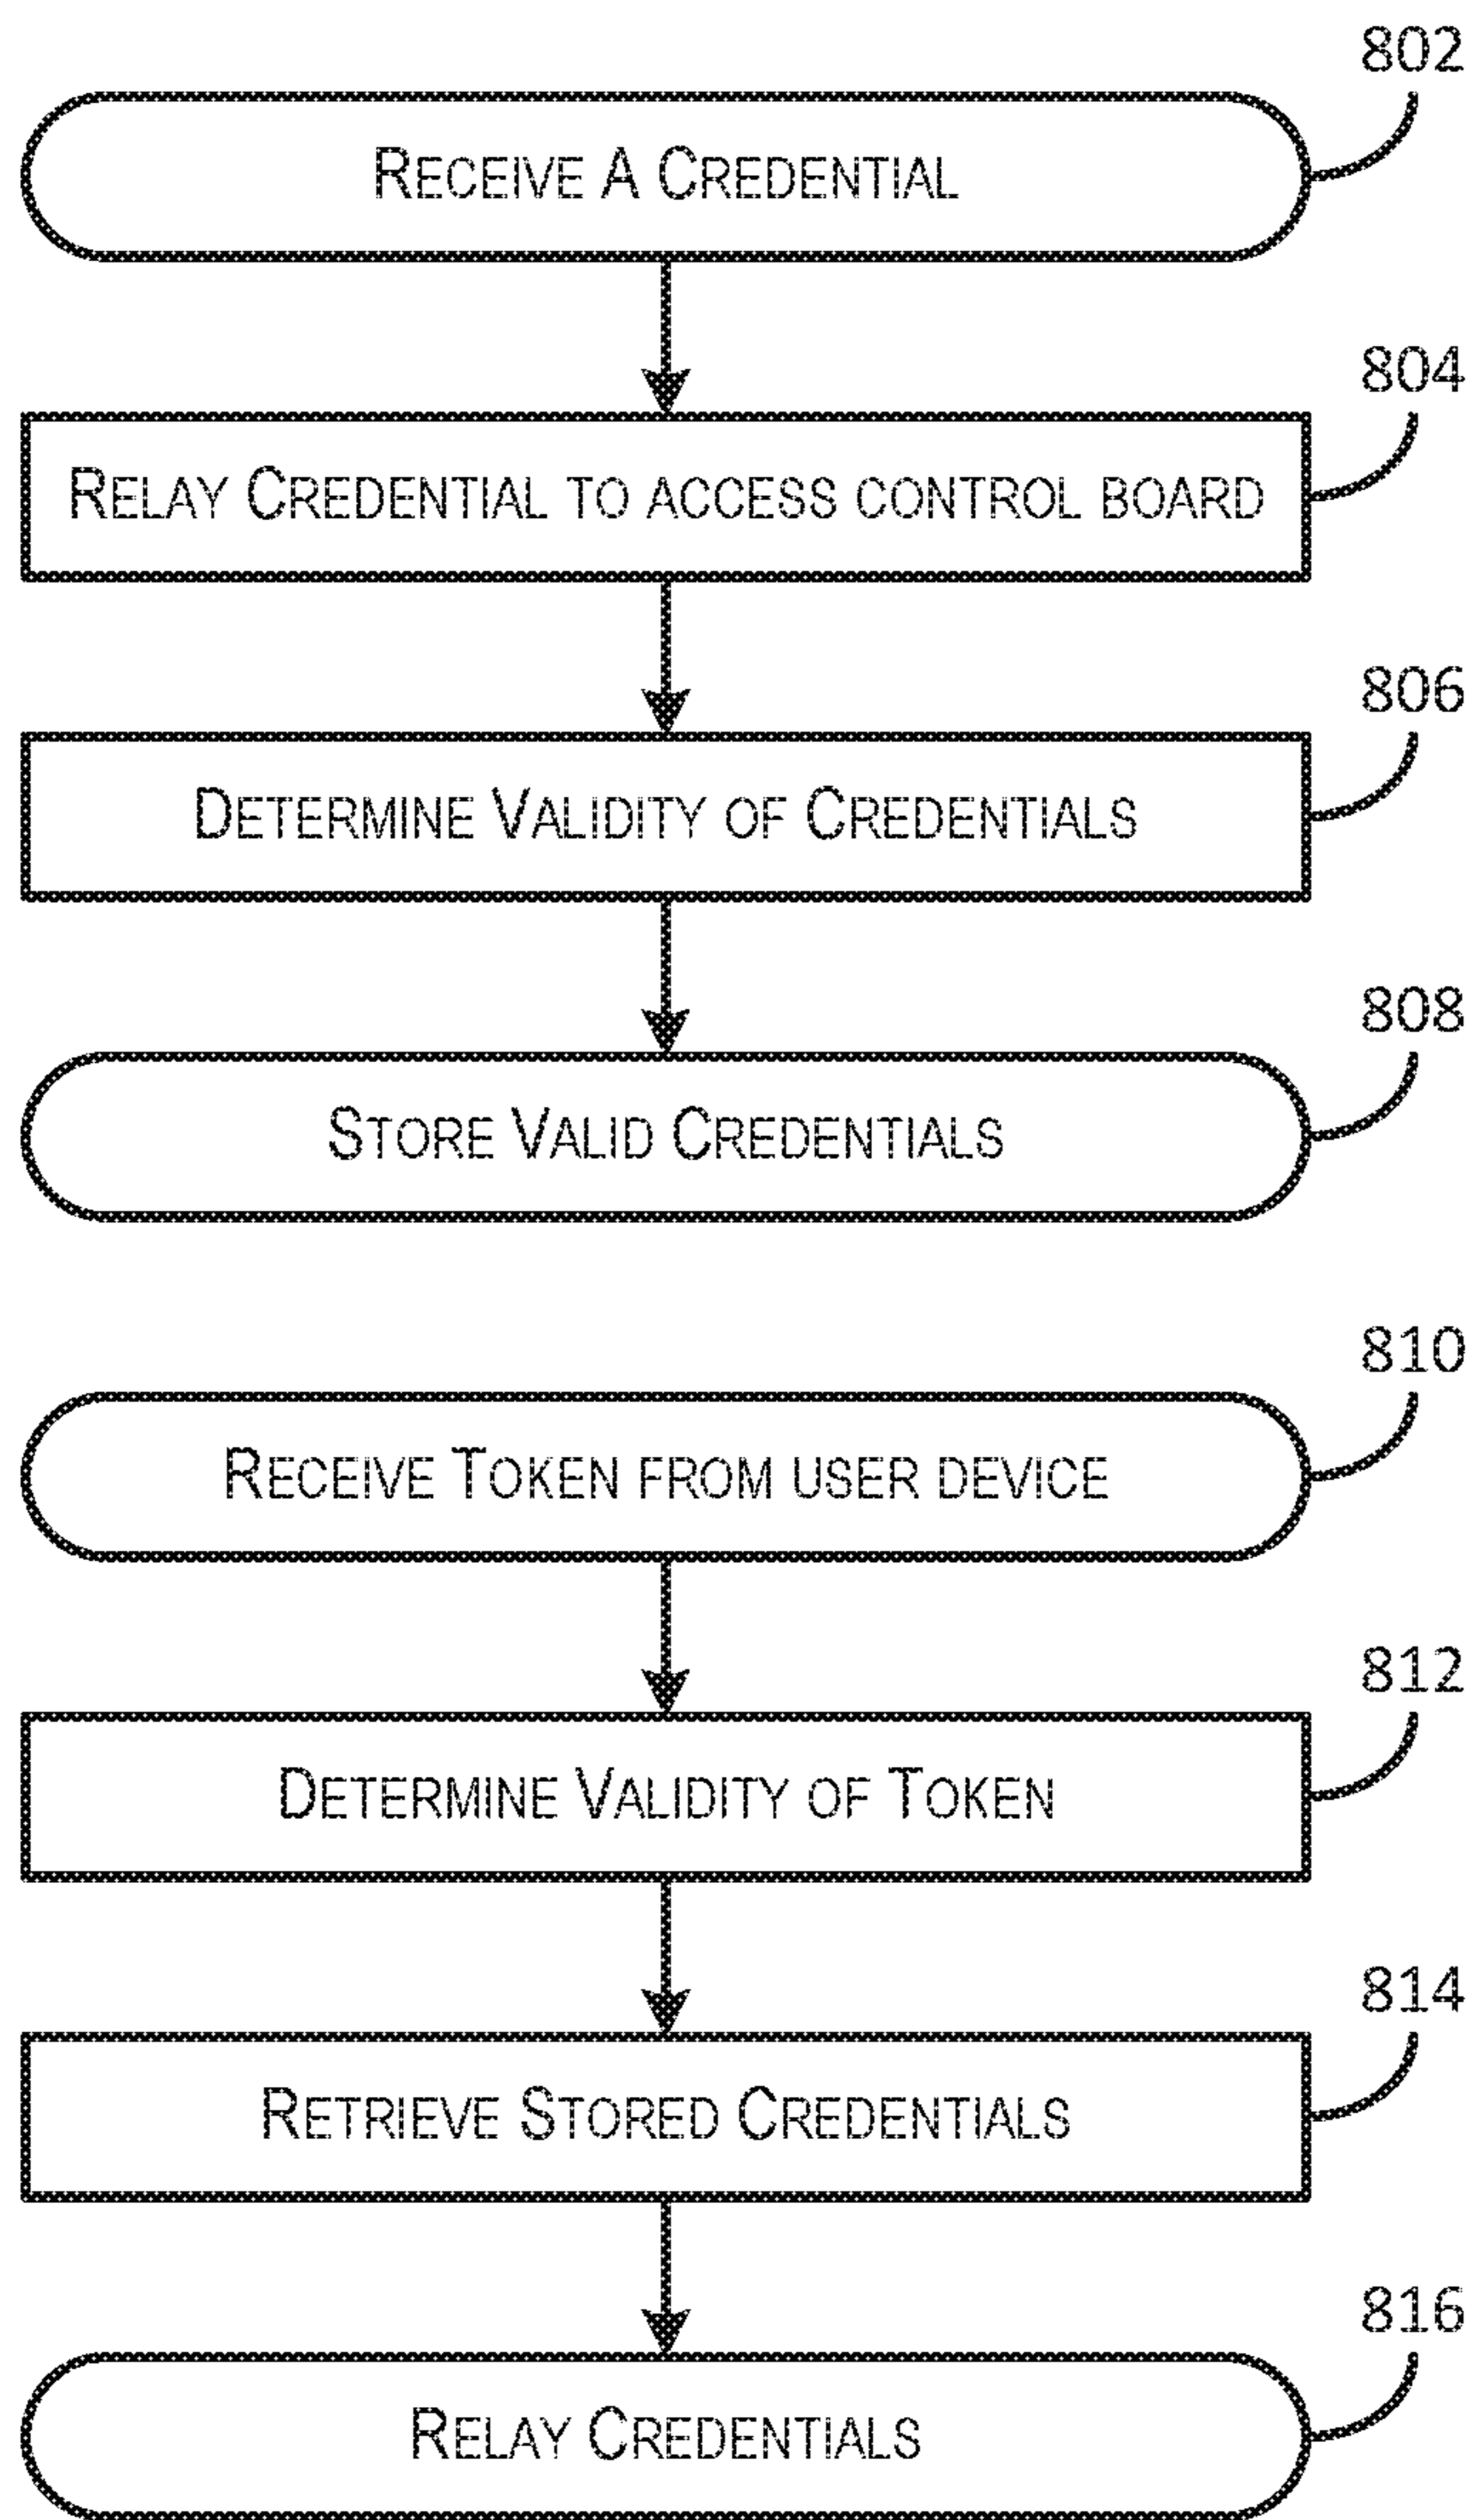 802
RECEIVE A CREDENTIAL
804
RELAY CREDENTIAL TO ACCESS CONTROL BOARD
806
DETERMINE VALIDITY OF CREDENTIALS
808
STORE VALID CREDENTIALS
810
RECEIVE TOKEN FROM USER DEVICE
812
DETERMINE VALIDITY OF TOKEN
814
RETRIEVE STORED CREDENTIALS
816
RELAY CREDENTIALS